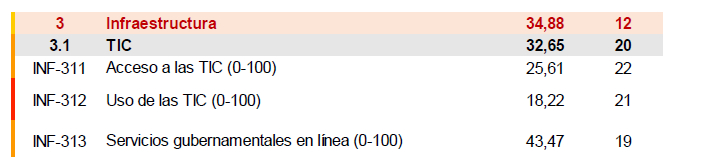 3 Infraestructura 34,88 12
3.1 TIC 32,65 20
INF-311 Acceso a las TIC (0-100) 25,61 22
INF-312 Uso de las TIC (0-100) 18,22 21
INF-313 Servicios gubernamentales en línea (0-100) 43,47 19